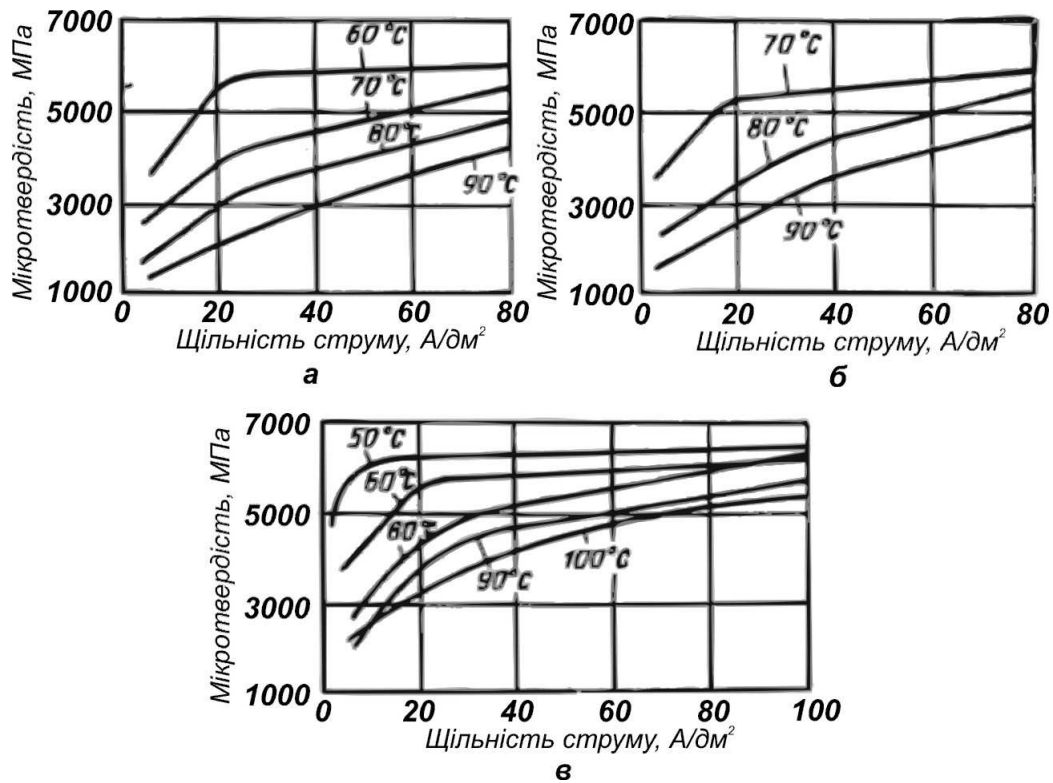 Мікротвердість, МПа
7000
5000
3000
1000
60°С
70°С
80°С
90°С
0 20 40 60 80
Щільність струму, А/дм²
а
Мікротвердість, МПа
7000
5000
3000
1000
70°С
80°С
90°С
0 20 40 60 80
Щільність струму, А/дм²
б
Мікротвердість, МПа
7000
5000
3000
1000
50°С
60°С
60°С
90°С
100°С
0 20 40 60 80 100
Щільність струму, А/дм²
в